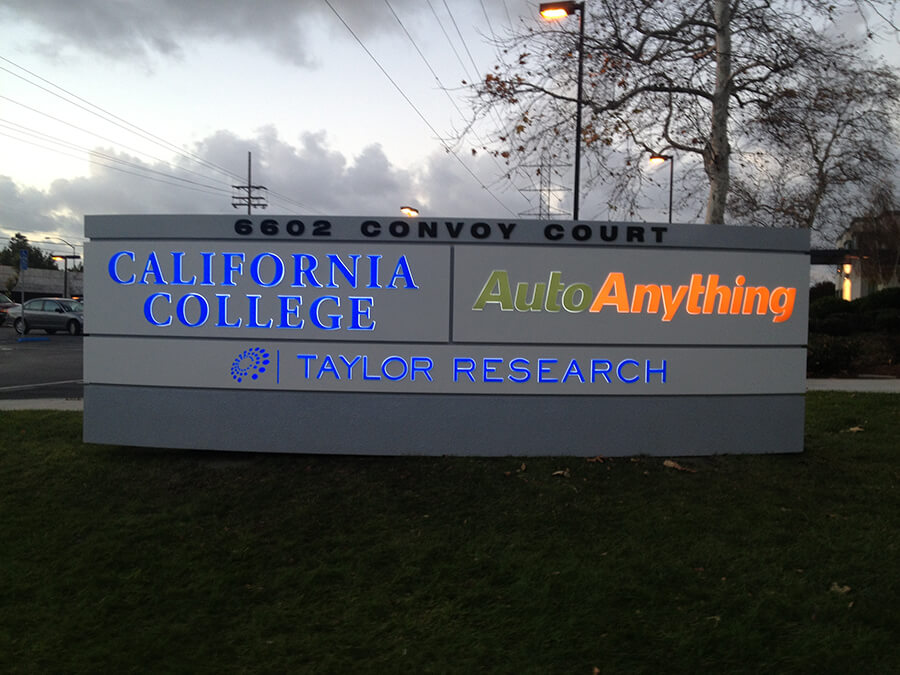 6602 CONVOY COURT
CALIFORNIA
COLLEGE
AutoAnything
TAYLOR RESEARCH